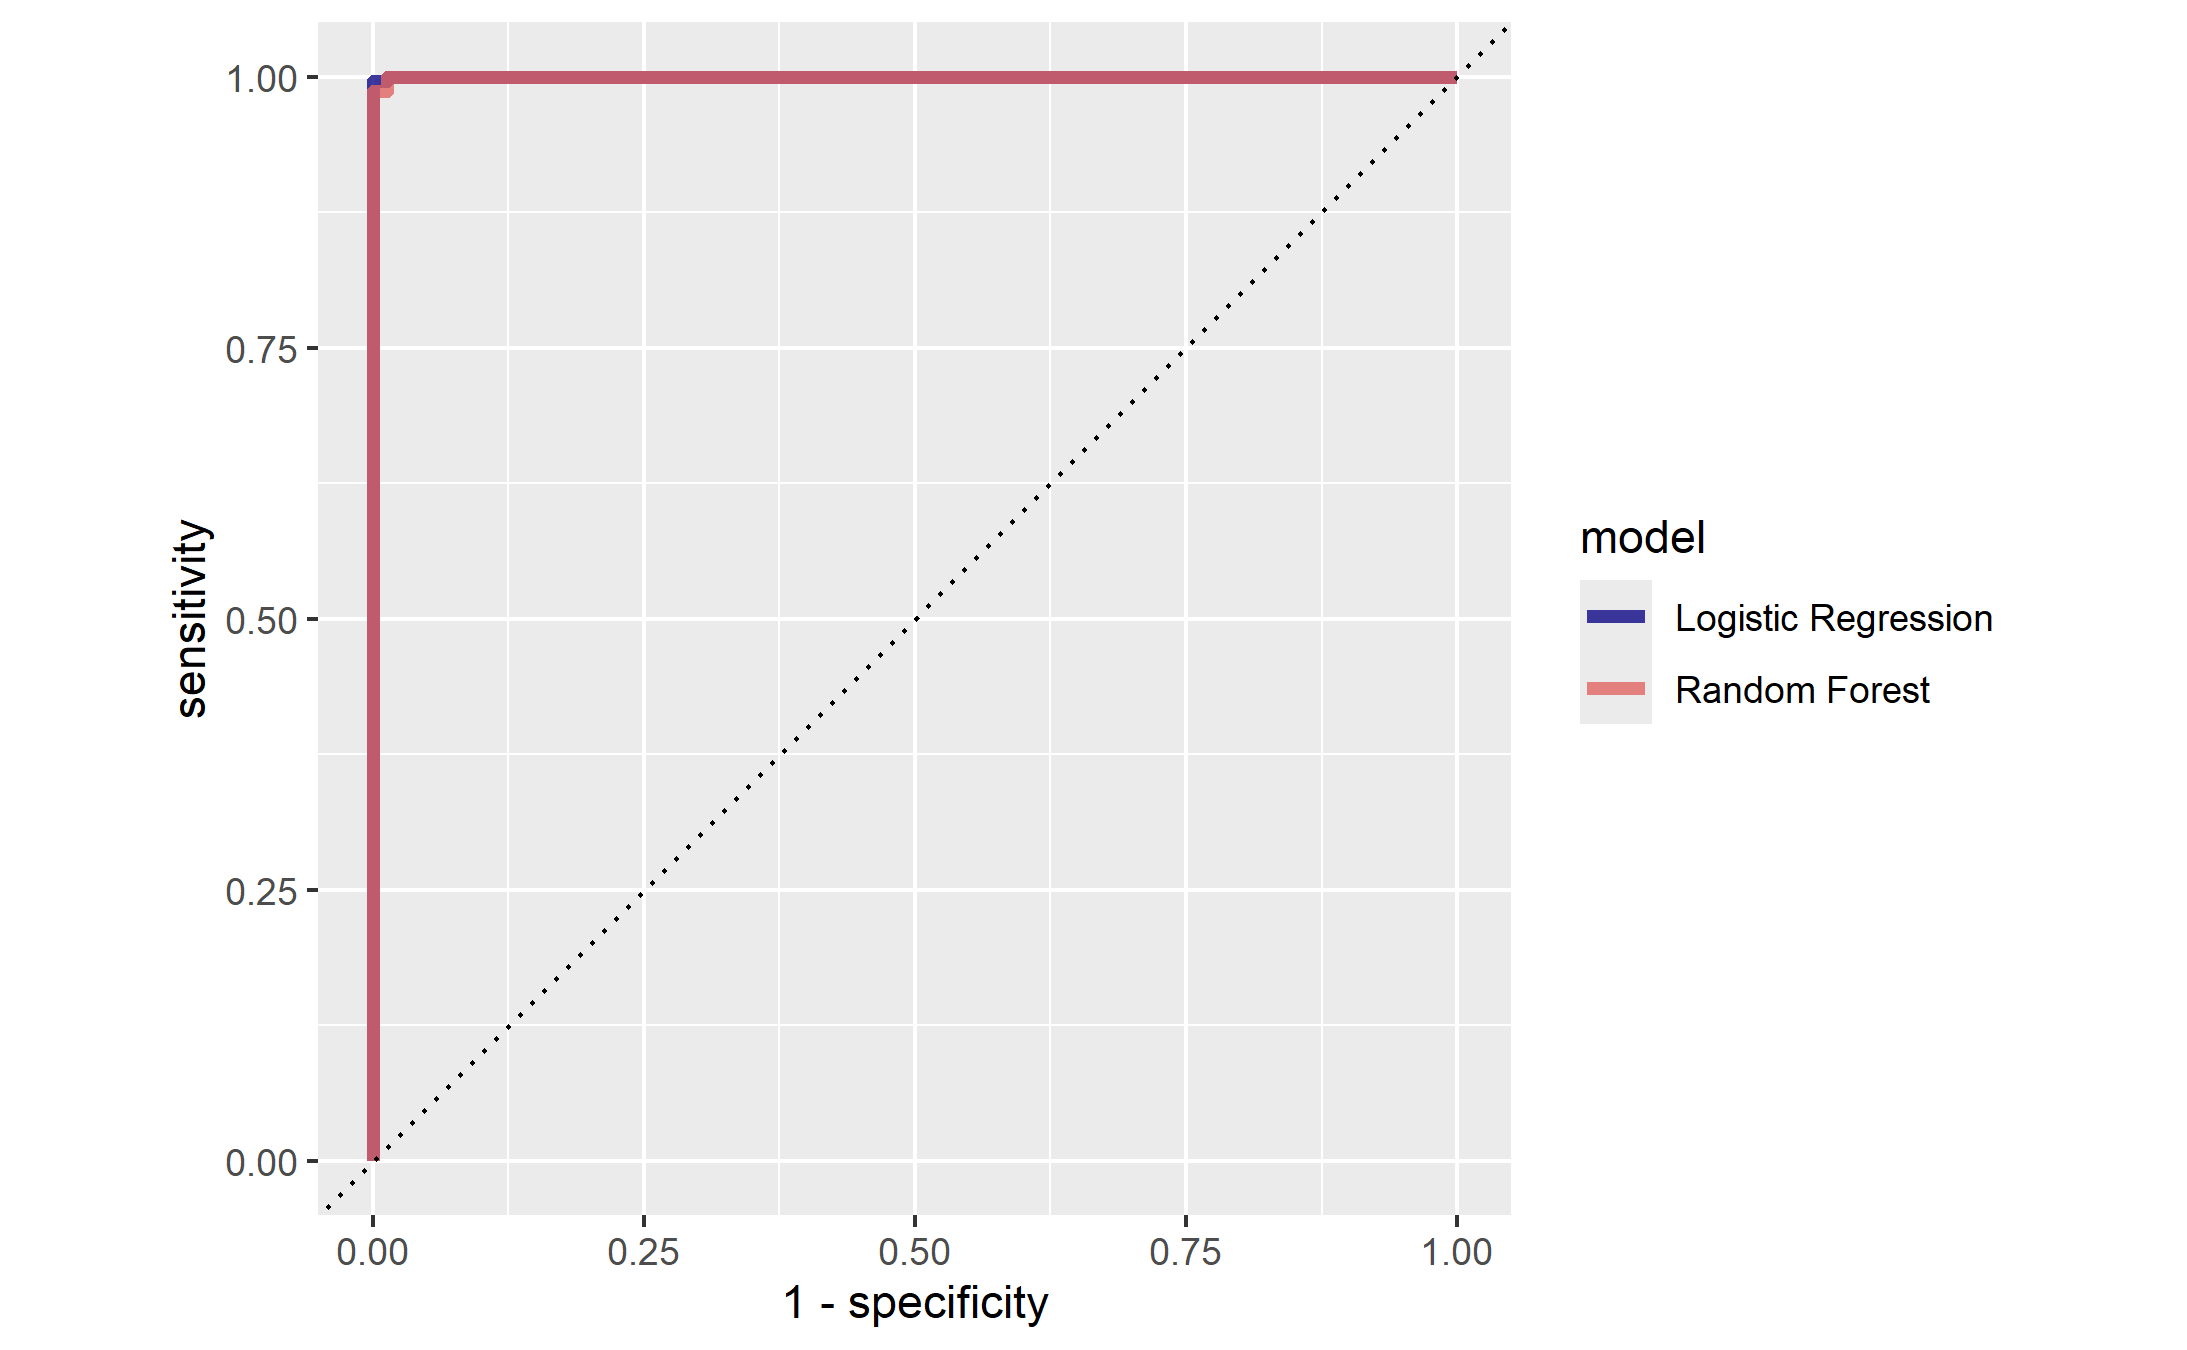 1.00
0.75
0.50
0.25
0.00
sensitivity
0.00 0.25 0.50 0.75 1.00
1 - specificity
model
Logistic Regression
Random Forest